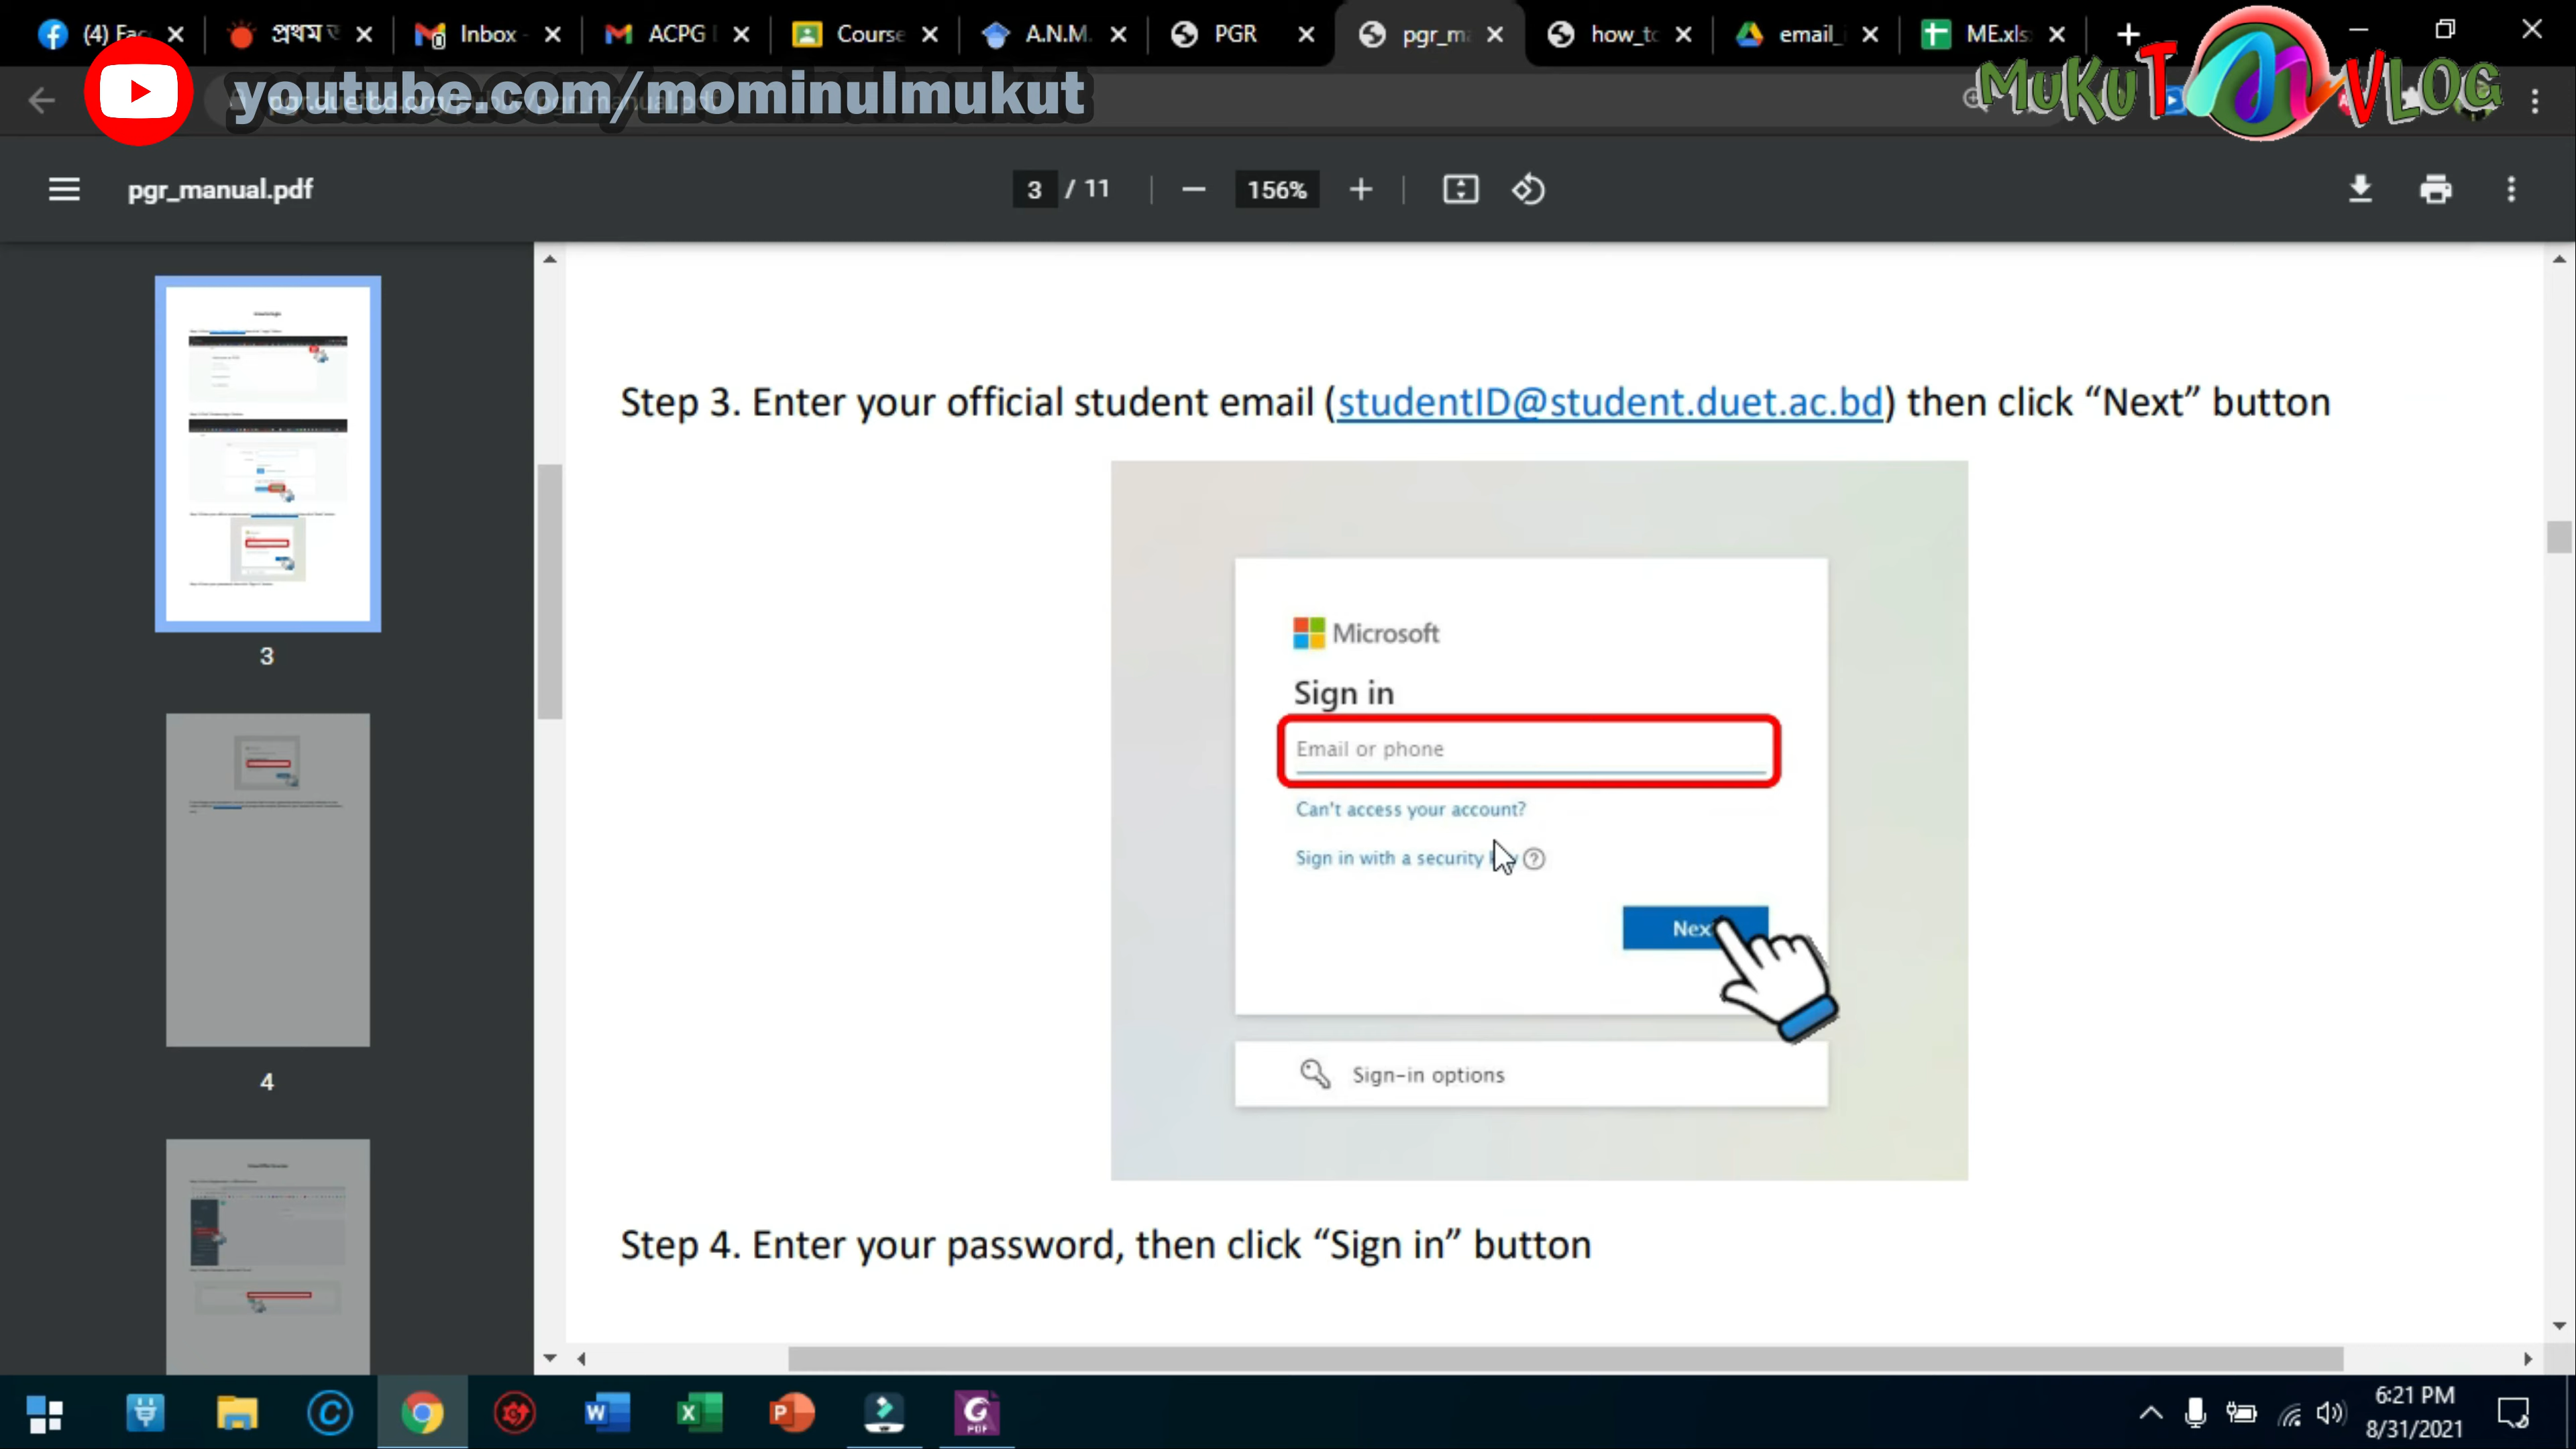 (4) Fac
প্রথম
Inbox -
ACPG
Course
A.N.M.
PGR
pgr_ma
how_to
email_
ME.xls
youtube.com/mominulmukut
MUKUT VLOG
pgr_manual.pdf
3 / 11
156%
3
4
Step 3. Enter your official student email (studentID@student.duet.ac.bd) then click “Next” button
Microsoft
Sign in
Email or phone
Can't access your account?
Sign in with a security
Nex
Sign-in options
Step 4. Enter your password, then click “Sign in” button
6:21 PM
8/31/2021